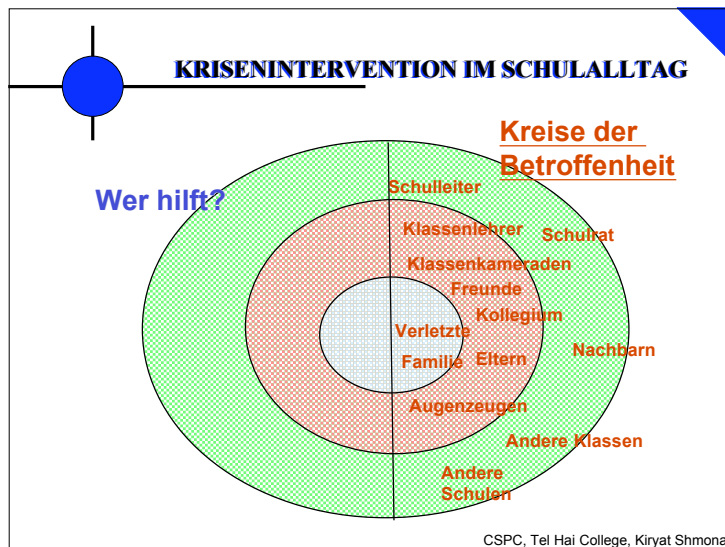 KRISENINTERVENTION IM SCHULALLTAG
Kreise der
Betroffenheit
Wer hilft?
Schulleiter
Klassenlehrer
Schulrat
Klassenkameraden
Freunde
Kollegium
Verletzte
Nachbarn
Familie
Eltern
Augenzeugen
Andere Klassen
Andere
Schulen
CSPC, Tel Hai College, Kiryat Shmona